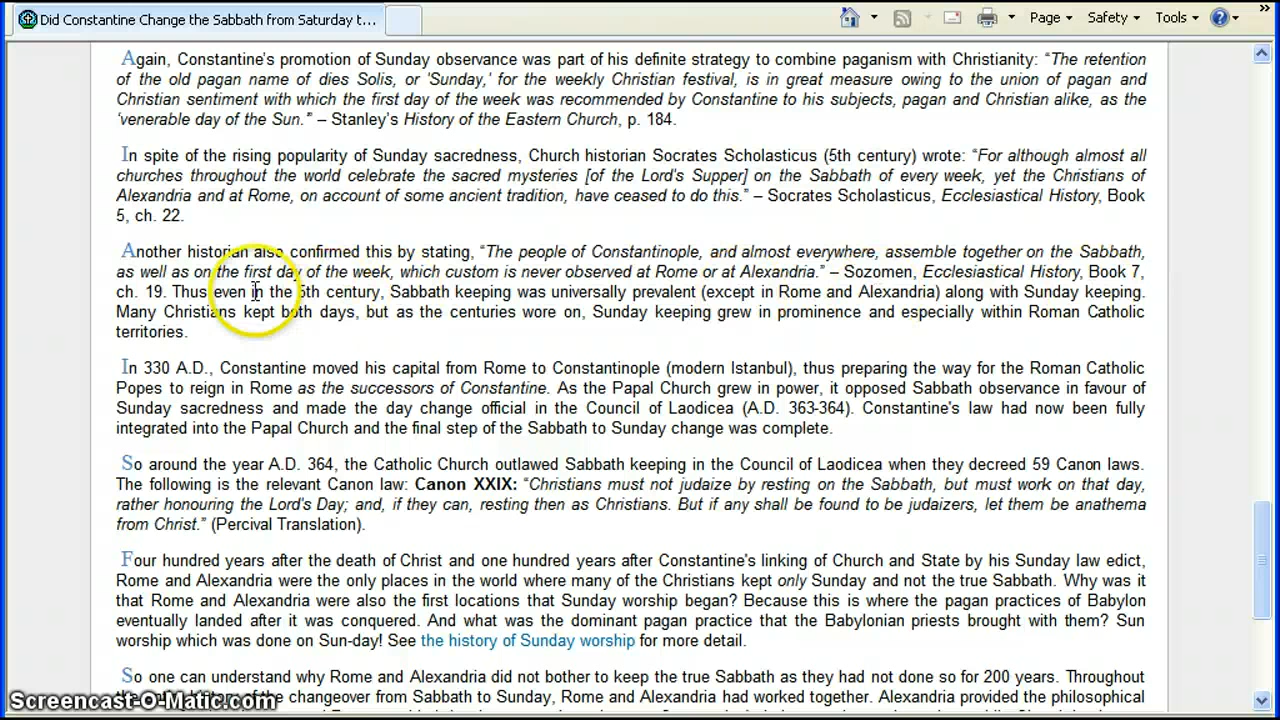 Did Constantine Change the Sabbath from Saturday t...
Page
Safety
Tools
Again, Constantine's promotion of Sunday observance was part of his definite strategy to combine paganism with Christianity: “The retention
of the old pagan name of dies Solis, or 'Sunday,' for the weekly Christian festival, is in great measure owing to the union of pagan and
Christian sentiment with which the first day of the week was recommended by Constantine to his subjects, pagan and Christian alike, as the
‘venerable day of the Sun.’” – Stanley's History of the Eastern Church, p. 184.
In spite of the rising popularity of Sunday sacredness, Church historian Socrates Scholasticus (5th century) wrote: “For although almost all
churches throughout the world celebrate the sacred mysteries [of the Lord's Supper] on the Sabbath of every week, yet the Christians of
Alexandria and at Rome, on account of some ancient tradition, have ceased to do this.” – Socrates Scholasticus, Ecclesiastical History, Book
5, ch. 22.
Another historian also confirmed this by stating, “The people of Constantinople, and almost everywhere, assemble together on the Sabbath,
as well as on the first day of the week, which custom is never observed at Rome or at Alexandria.” – Sozomen, Ecclesiastical History, Book 7,
ch. 19. Thus even in the 5th century, Sabbath keeping was universally prevalent (except in Rome and Alexandria) along with Sunday keeping.
Many Christians kept both days, but as the centuries wore on, Sunday keeping grew in prominence and especially within Roman Catholic
territories.
In 330 A.D., Constantine moved his capital from Rome to Constantinople (modern Istanbul), thus preparing the way for the Roman Catholic
Popes to reign in Rome as the successors of Constantine. As the Papal Church grew in power, it opposed Sabbath observance in favour of
Sunday sacredness and made the day change official in the Council of Laodicea (A.D. 363-364). Constantine's law had now been fully
integrated into the Papal Church and the final step of the Sabbath to Sunday change was complete.
So around the year A.D. 364, the Catholic Church outlawed Sabbath keeping in the Council of Laodicea when they decreed 59 Canon laws.
The following is the relevant Canon law: Canon XXIX: “Christians must not judaize by resting on the Sabbath, but must work on that day,
rather honouring the Lord's Day; and, if they can, resting then as Christians. But if any shall be found to be judaizers, let them be anathema
from Christ.” (Percival Translation).
Four hundred years after the death of Christ and one hundred years after Constantine's linking of Church and State by his Sunday law edict,
Rome and Alexandria were the only places in the world where many of the Christians kept only Sunday and not the true Sabbath. Why was it
that Rome and Alexandria were also the first locations that Sunday worship began? Because this is where the pagan practices of Babylon
eventually landed after it was conquered. And what was the dominant pagan practice that the Babylonian priests brought with them? Sun
worship which was done on Sun-day! See the history of Sunday worship for more detail.
So one can understand why Rome and Alexandria did not bother to keep the true Sabbath as they had not done so for 200 years. Throughout
of the changeover from Sabbath to Sunday, Rome and Alexandria had worked together. Alexandria provided the philosophical
Screencast-O-Matic.com